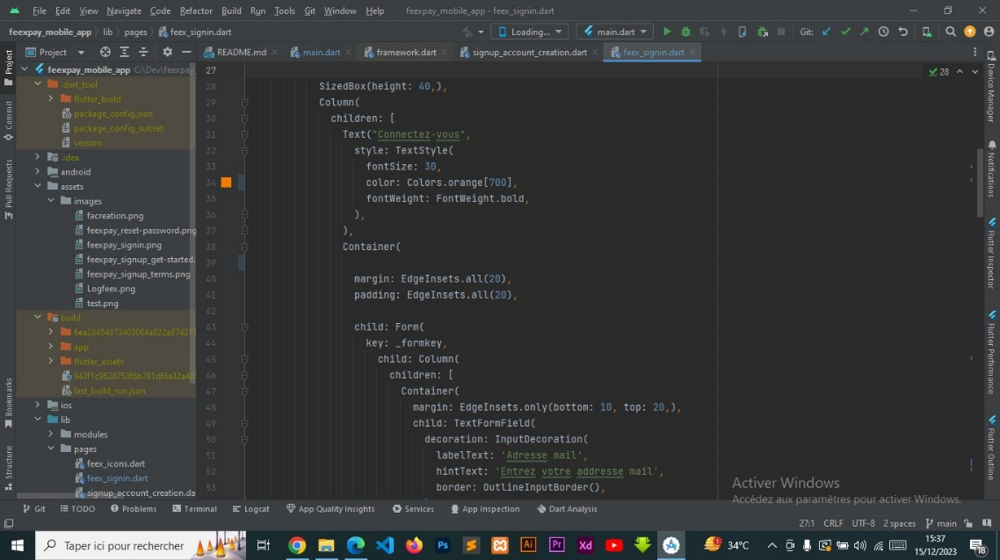 File Edit View Navigate Code Refactor Build Run Tools Git Window Help feexpay_mobile_app - feex_signin.dart
feexpay_mobile_app lib pages feex_signin.dart Loading... main.dart Git:
Project README.md main.dart framework.dart signup_account_creation.dart feex_signin.dart
Project
Commit
Pull Requests
Bookmarks
Structure
feexpay_mobile_app C:\Dev\feexpay_
.dart_tool
flutter_build
package_config.json
package_config_subset
version
.idea
android
assets
images
facreation.png
feexpay_reset-password.png
feexpay_signin.png
feexpay_signup_get-started.
feexpay_signup_terms.png
Logfeex.png
test.png
build
app
flutter_assets
last_build_run.json
ios
lib
modules
pages
feex_icons.dart
feex_signin.dart
signup_account_creation.da
27
28 SizedBox(height: 40,),
29 Column(
30 children: [
31 Text("Connectez-vous",
32 style: TextStyle(
33 fontSize: 30,
34 color: Colors.orange[700],
35 fontWeight: FontWeight.bold,
36 ),
37 ),
38 Container(
39
40 margin: EdgeInsets.all(20),
41 padding: EdgeInsets.all(20),
42
43 child: Form(
44 key: _formkey,
45 child: Column(
46 children: [
47 Container(
48 margin: EdgeInsets.only(bottom: 10, top: 20,),
49 child: TextFormField(
50 decoration: InputDecoration(
51 labelText: 'Adresse mail',
52 hintText: 'Entrez votre addresse mail',
53 border: OutlineInputBorder(),
28
Device Manager
Notifications
Flutter Inspector
Flutter Performance
Flutter Outline
Activer Windows
Accédez aux paramètres pour activer Windows.
Git TODO Problems Terminal Logcat App Quality Insights Services App Inspection Dart Analysis
27:1 CRLF UTF-8 2 spaces main
Taper ici pour rechercher Ps Ai Pr Xd 34°C 15:37
15/12/2023 18